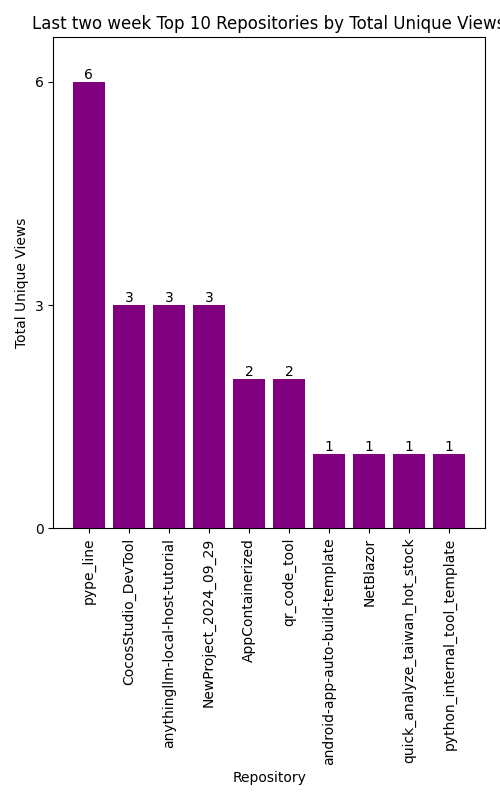 Last two week Top 10 Repositories by Total Unique Views
Total Unique Views
6
3
0
6
3
3
3
2
2
1
1
1
1
pype_line
CocosStudio_DevTool
anythingllm-local-host-tutorial
NewProject_2024_09_29
AppContainerized
qr_code_tool
android-app-auto-build-template
NetBlazor
quick_analyze_taiwan_hot_stock
python_internal_tool_template
Repository